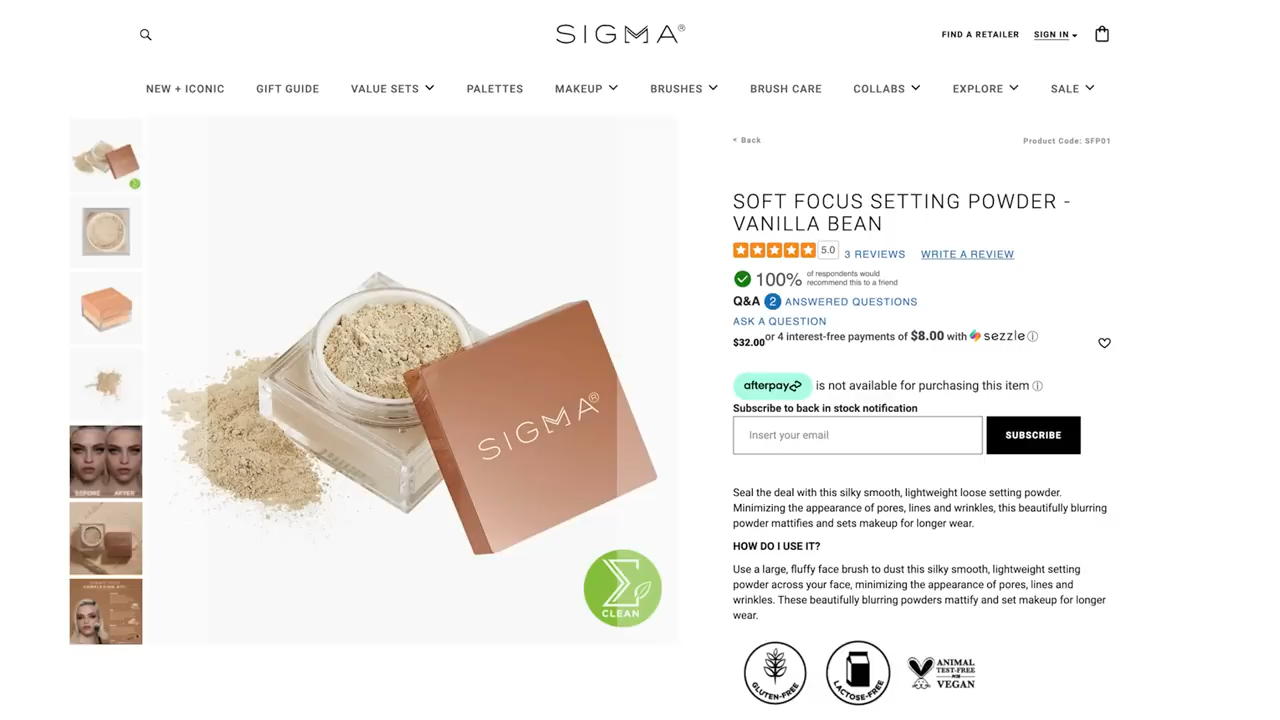 SIGMA®
FIND A RETAILER
SIGN IN
NEW + ICONIC
GIFT GUIDE
VALUE SETS
PALETTES
MAKEUP
BRUSHES
BRUSH CARE
COLLABS
EXPLORE
SALE
BEFORE AFTER
SIGMA®
CLEAN
< Back
Product Code: SFP01
SOFT FOCUS SETTING POWDER -
VANILLA BEAN
5.0
3 REVIEWS
WRITE A REVIEW
100%
of respondents would
recommend this to a friend
Q&A 2 ANSWERED QUESTIONS
ASK A QUESTION
$32.00 or 4 interest-free payments of $8.00 with sezzle ⓘ
afterpay is not available for purchasing this item ⓘ
Subscribe to back in stock notification
Insert your email
SUBSCRIBE
Seal the deal with this silky smooth, lightweight loose setting powder.
Minimizing the appearance of pores, lines and wrinkles, this beautifully blurring
powder mattifies and sets makeup for longer wear.
HOW DO I USE IT?
Use a large, fluffy face brush to dust this silky smooth, lightweight setting
powder across your face, minimizing the appearance of pores, lines and
wrinkles. These beautifully blurring powders mattify and set makeup for longer
wear.
GLUTEN-FREE
LACTOSE-FREE
ANIMAL
TEST-FREE
VEGAN